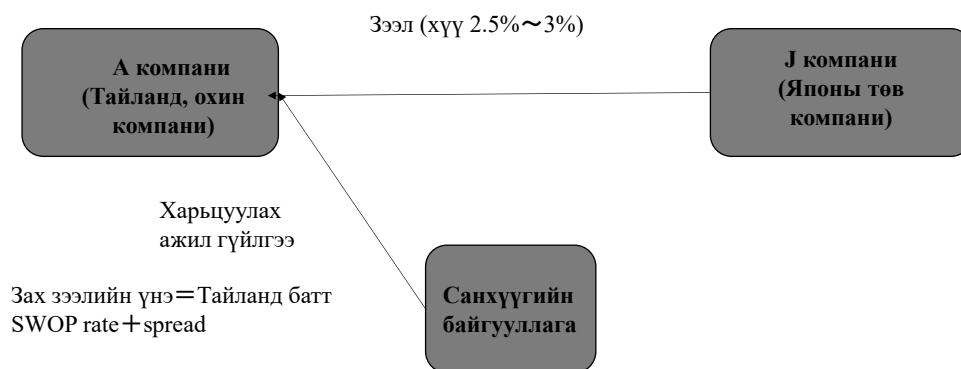 Зээл (хүү 2.5%～3%)
А компани
(Тайланд, охин
компани)
J компани
(Японы төв
компани)
Харьцуулах
ажил гүйлгээ
Зах зээлийн үнэ＝Тайланд батт
SWOP rate＋spread
Санхүүгийн
байгууллага